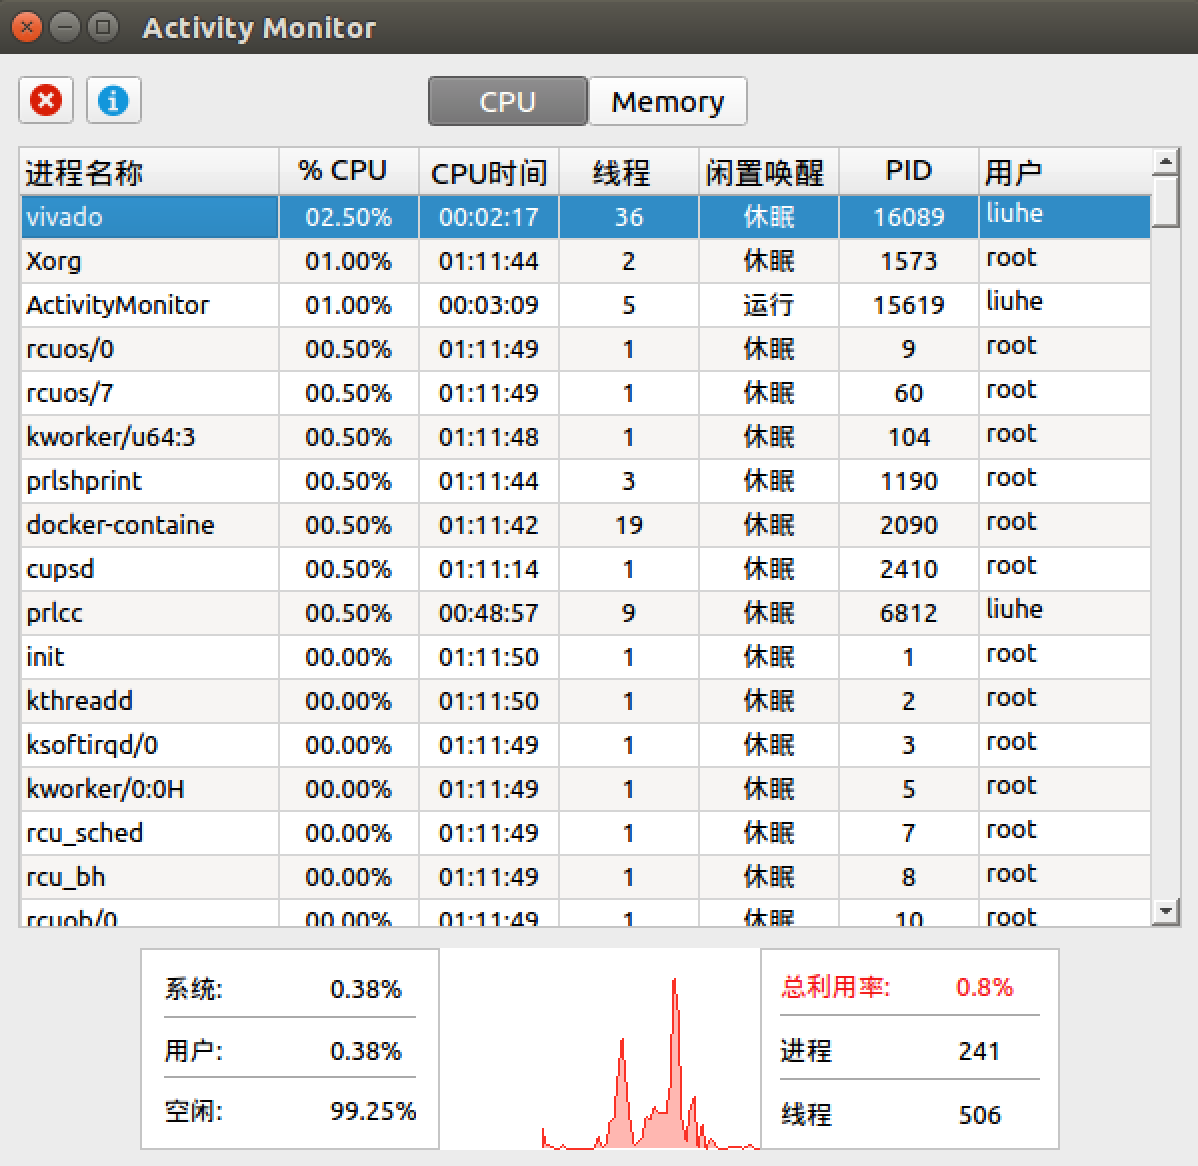 Activity Monitor
CPU Memory
进程名称 % CPU CPU时间 线程 闲置唤醒 PID 用户
vivado 02.50% 00:02:17 36 休眠 16089 liuhe
Xorg 01.00% 01:11:44 2 休眠 1573 root
ActivityMonitor 01.00% 00:03:09 5 运行 15619 liuhe
rcuos/0 00.50% 01:11:49 1 休眠 9 root
rcuos/7 00.50% 01:11:49 1 休眠 60 root
kworker/u64:3 00.50% 01:11:48 1 休眠 104 root
prlshprint 00.50% 01:11:44 3 休眠 1190 root
docker-containe 00.50% 01:11:42 19 休眠 2090 root
cupsd 00.50% 01:11:14 1 休眠 2410 root
prlcc 00.50% 00:48:57 9 休眠 6812 liuhe
init 00.00% 01:11:50 1 休眠 1 root
kthreadd 00.00% 01:11:50 1 休眠 2 root
ksoftirqd/0 00.00% 01:11:49 1 休眠 3 root
kworker/0:0H 00.00% 01:11:49 1 休眠 5 root
rcu_sched 00.00% 01:11:49 1 休眠 7 root
rcu_bh 00.00% 01:11:49 1 休眠 8 root
rcuob/0 00.00% 01:11:49 1 休眠 10 root
系统: 0.38%
用户: 0.38%
空闲: 99.25%
总利用率: 0.8%
进程 241
线程 506